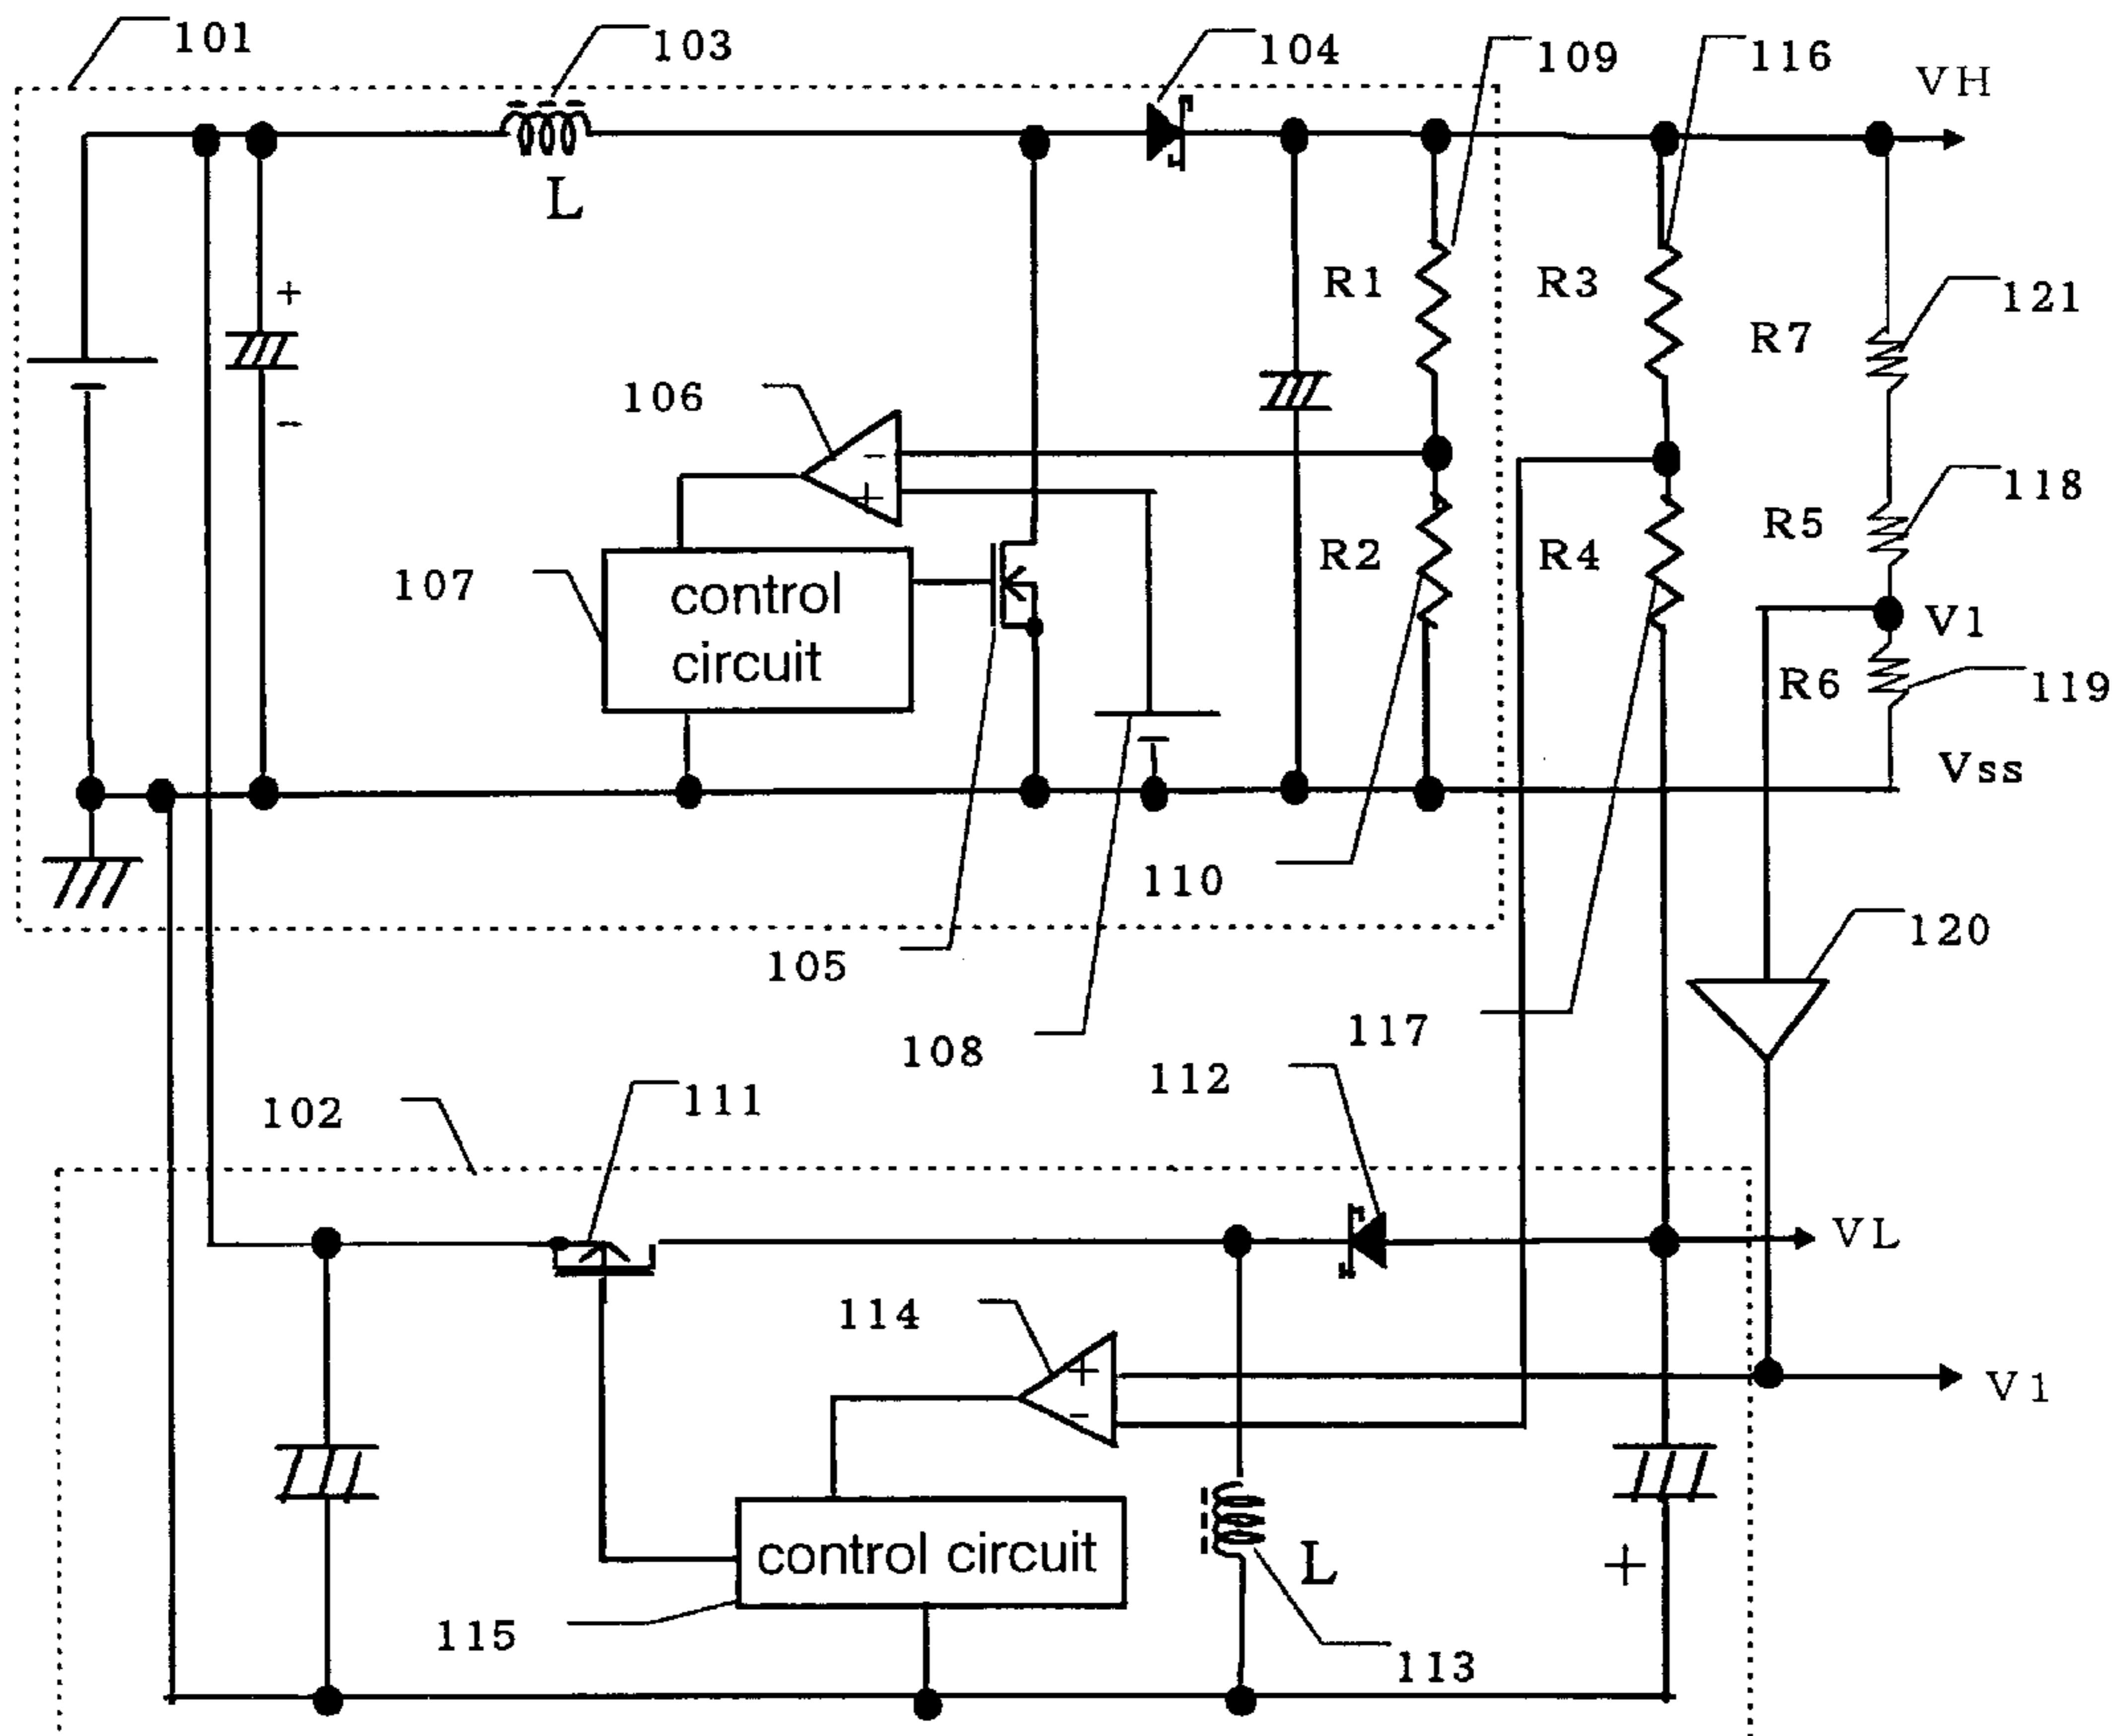 101
103
104
109
116
VH
L
+
-
R1
R3
R7
121
106
-
+
118
R5
107
control
circuit
R2
R4
V1
R6
119
Vss
110
105
108
117
120
112
102
111
VL
114
+
-
V1
control circuit
L
+
115
113